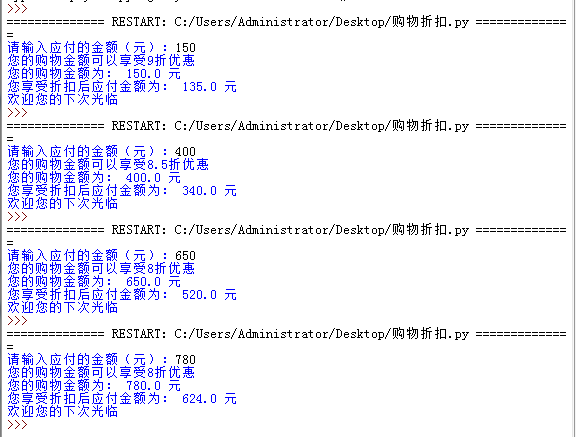 >>>
============== RESTART: C:/Users/Administrator/Desktop/购物折扣.py =============
=
请输入应付的金额（元）：150
您的购物金额可以享受9折优惠
您的购物金额为： 150.0 元
您享受折扣后应付金额为： 135.0 元
欢迎您的下次光临
>>>
============== RESTART: C:/Users/Administrator/Desktop/购物折扣.py =============
=
请输入应付的金额（元）：400
您的购物金额可以享受8.5折优惠
您的购物金额为： 400.0 元
您享受折扣后应付金额为： 340.0 元
欢迎您的下次光临
>>>
============== RESTART: C:/Users/Administrator/Desktop/购物折扣.py =============
=
请输入应付的金额（元）：650
您的购物金额可以享受8折优惠
您的购物金额为： 650.0 元
您享受折扣后应付金额为： 520.0 元
欢迎您的下次光临
>>>
============== RESTART: C:/Users/Administrator/Desktop/购物折扣.py =============
=
请输入应付的金额（元）：780
您的购物金额可以享受8折优惠
您的购物金额为： 780.0 元
您享受折扣后应付金额为： 624.0 元
欢迎您的下次光临
>>>